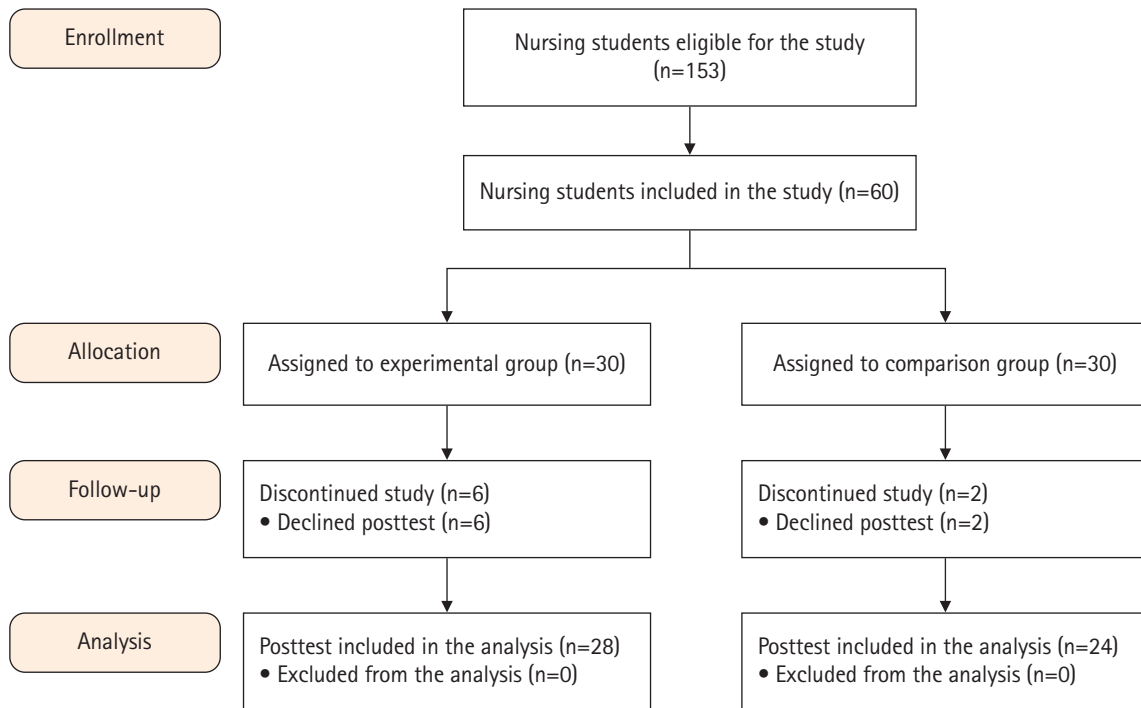 Enrollment
Nursing students eligible for the study
(n=153)
Nursing students included in the study (n=60)
Allocation
Assigned to experimental group (n=30)
Assigned to comparison group (n=30)
Follow-up
Discontinued study (n=6)
• Declined posttest (n=6)
Discontinued study (n=2)
• Declined posttest (n=2)
Analysis
Posttest included in the analysis (n=28)
• Excluded from the analysis (n=0)
Posttest included in the analysis (n=24)
• Excluded from the analysis (n=0)